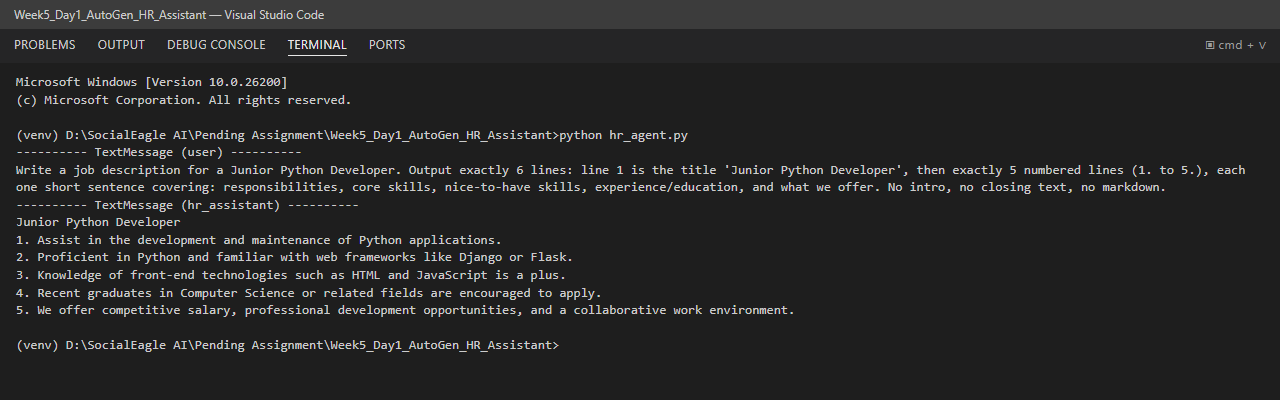 Week5_Day1_AutoGen_HR_Assistant — Visual Studio Code
PROBLEMS OUTPUT DEBUG CONSOLE TERMINAL PORTS cmd + V
Microsoft Windows [Version 10.0.26200]
(c) Microsoft Corporation. All rights reserved.
(venv) D:\SocialEagle AI\Pending Assignment\Week5_Day1_AutoGen_HR_Assistant>python hr_agent.py
---------- TextMessage (user) ----------
Write a job description for a Junior Python Developer. Output exactly 6 lines: line 1 is the title 'Junior Python Developer', then exactly 5 numbered lines (1. to 5.), each
one short sentence covering: responsibilities, core skills, nice-to-have skills, experience/education, and what we offer. No intro, no closing text, no markdown.
---------- TextMessage (hr_assistant) ----------
Junior Python Developer
1. Assist in the development and maintenance of Python applications.
2. Proficient in Python and familiar with web frameworks like Django or Flask.
3. Knowledge of front-end technologies such as HTML and JavaScript is a plus.
4. Recent graduates in Computer Science or related fields are encouraged to apply.
5. We offer competitive salary, professional development opportunities, and a collaborative work environment.
(venv) D:\SocialEagle AI\Pending Assignment\Week5_Day1_AutoGen_HR_Assistant>